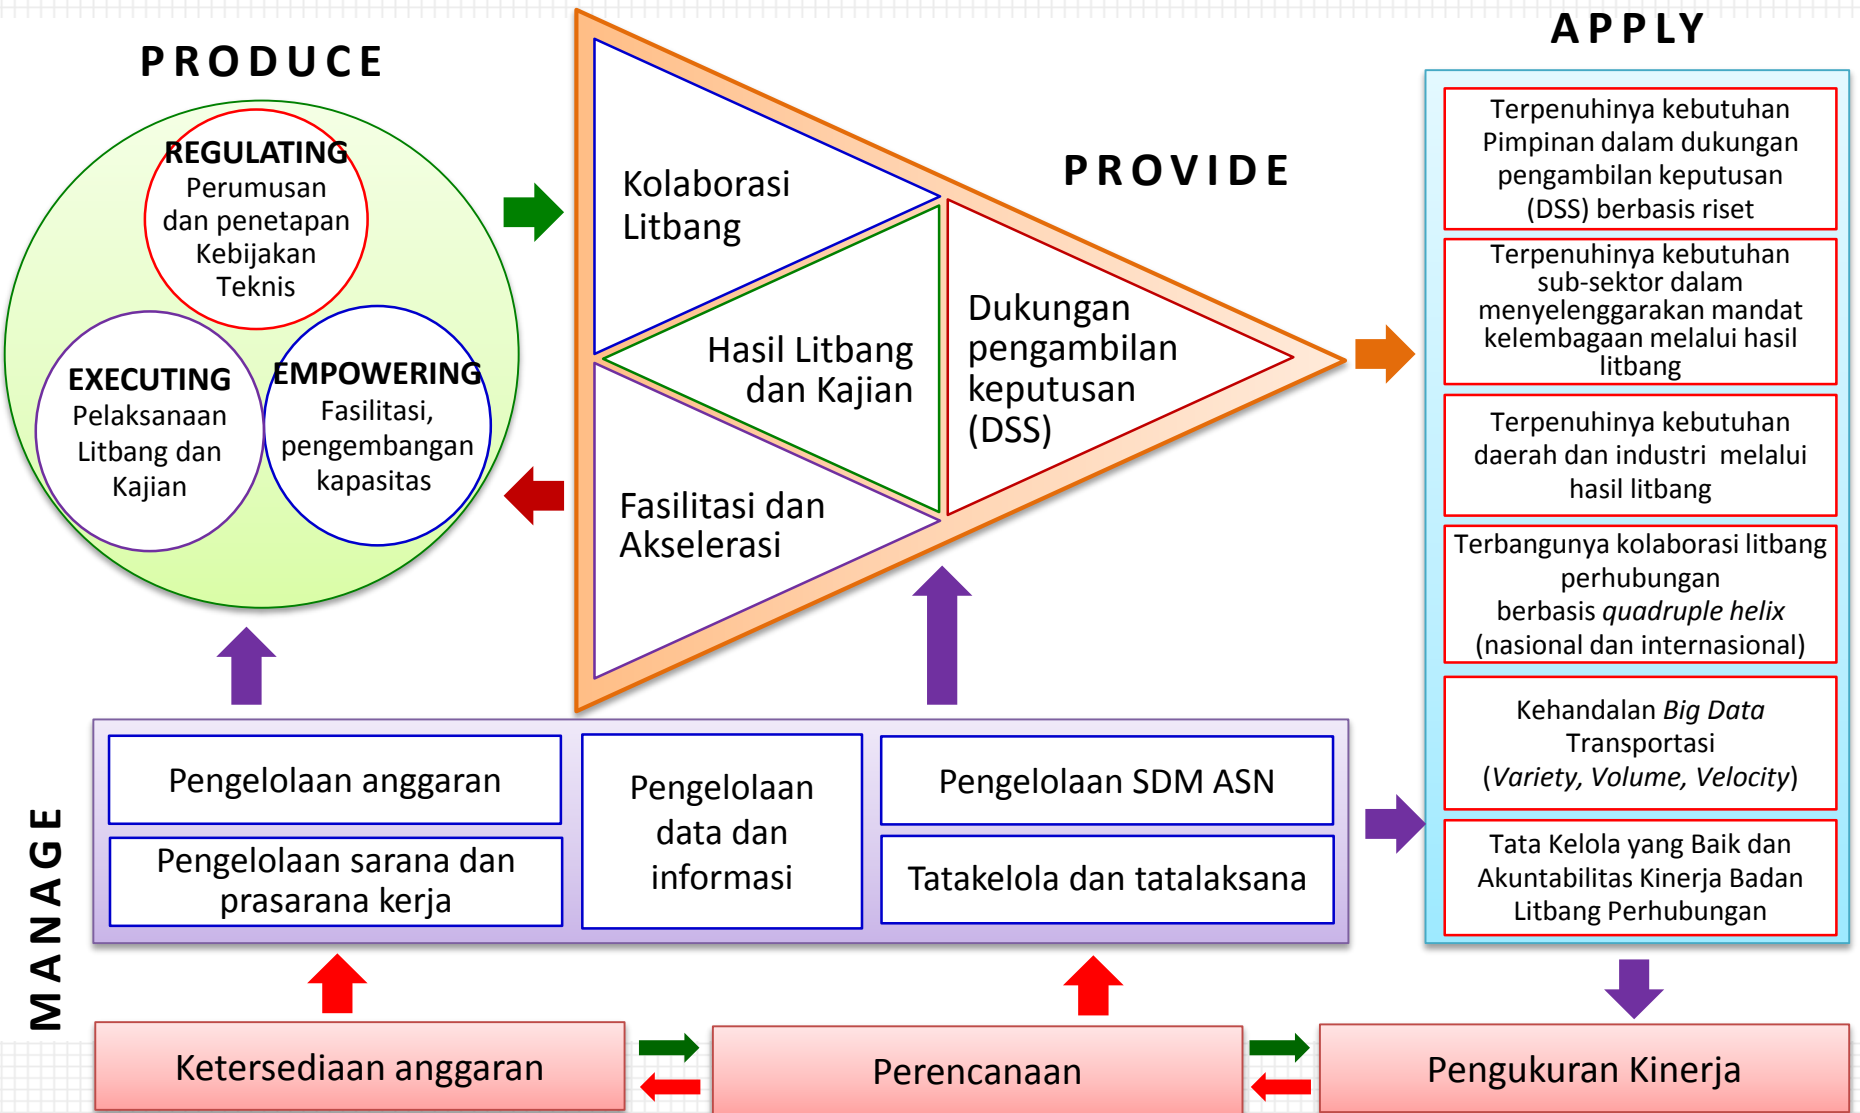 PRODUCE
REGULATING
Perumusan
dan penetapan
Kebijakan
Teknis
EXECUTING
Pelaksanaan
Litbang dan
Kajian
EMPOWERING
Fasilitasi,
pengembangan
kapasitas
PROVIDE
Kolaborasi
Litbang
Hasil Litbang
dan Kajian
Fasilitasi dan
Akselerasi
Dukungan
pengambilan
keputusan
(DSS)
APPLY
Terpenuhinya kebutuhan
Pimpinan dalam dukungan
pengambilan keputusan
(DSS) berbasis riset
Terpenuhinya kebutuhan
sub-sektor dalam
menyelenggarakan mandat
kelembagaan melalui hasil
litbang
Terpenuhinya kebutuhan
daerah dan industri melalui
hasil litbang
Terbangunya kolaborasi litbang
perhubungan
berbasis quadruple helix
(nasional dan internasional)
Kehandalan Big Data
Transportasi
(Variety, Volume, Velocity)
Tata Kelola yang Baik dan
Akuntabilitas Kinerja Badan
Litbang Perhubungan
MANAGE
Pengelolaan anggaran
Pengelolaan sarana dan
prasarana kerja
Pengelolaan
data dan
informasi
Pengelolaan SDM ASN
Tatakelola dan tatalaksana
Ketersediaan anggaran
Perencanaan
Pengukuran Kinerja